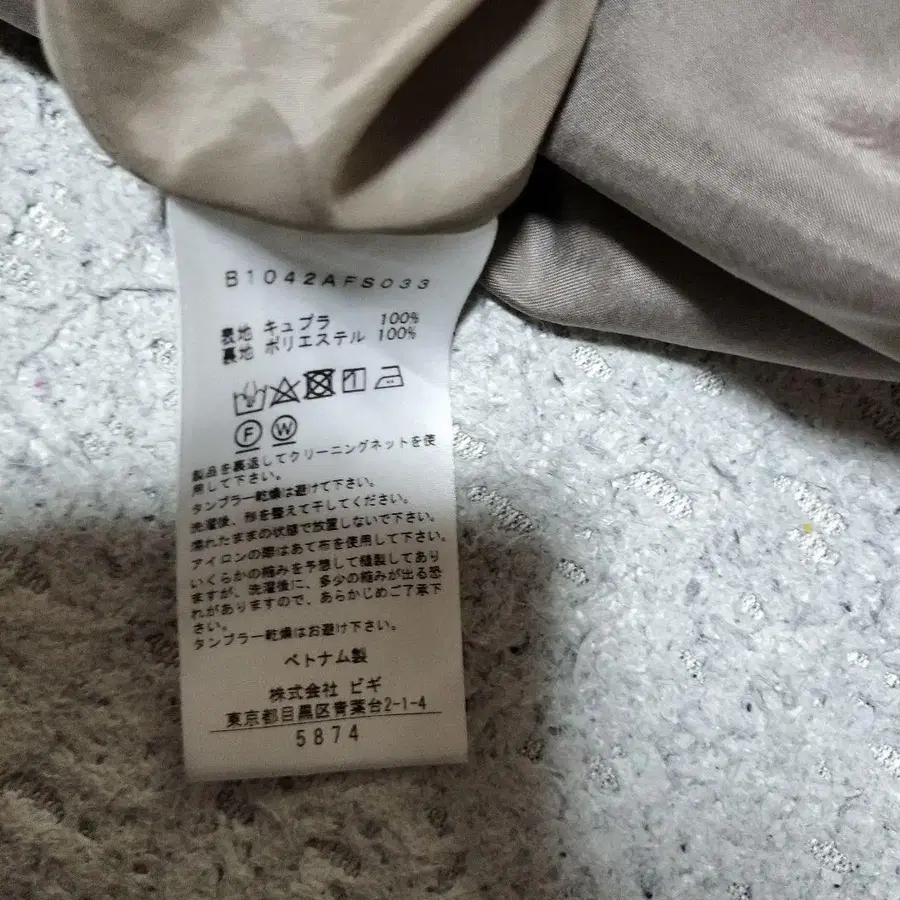 B1042AFS033
表地 キュプラ 100%
裏地 ポリエステル 100%
F W
製品を裏返してクリーニングネットを使
用して下さい。
タンブラー乾燥は避けて下さい。
洗濯後、形を整えて干してください。
濡れたままの状態で放置しないで下さい。
アイロンの際はあて布を使用して下さい。
いくらかの縮みを予想して縫製してあり
ますが、洗濯後に、多少の縮みが出る恐
れがありますので、あらかじめご了承下
さい。
タンブラー乾燥はお避け下さい。
ベトナム製
株式会社 ビギ
東京都目黒区青葉台2-1-4
5874